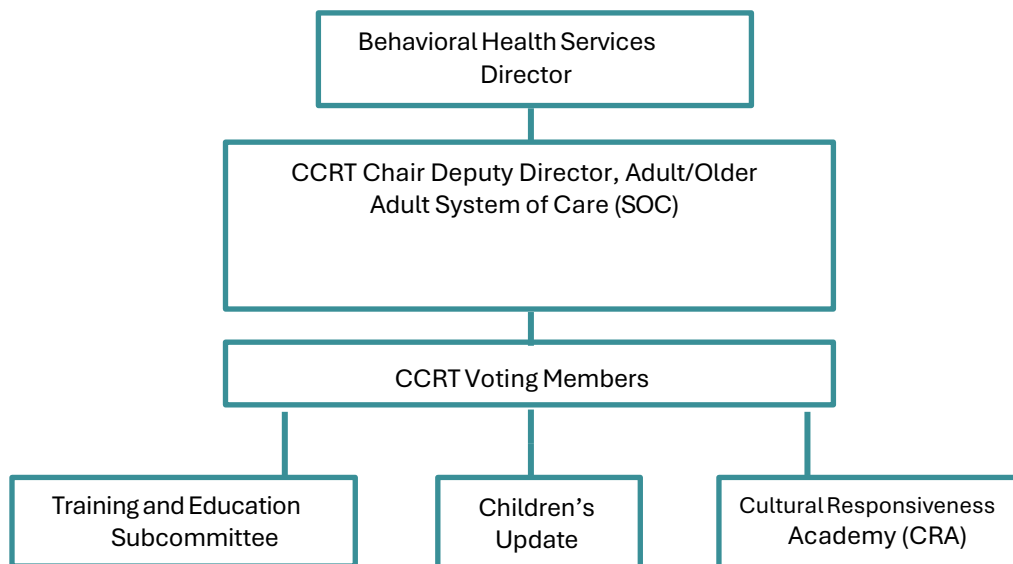 Behavioral Health Services
Director
CCRT Chair Deputy Director, Adult/Older
Adult System of Care (SOC)
CCRT Voting Members
Training and Education
Subcommittee
Children’s
Update
Cultural Responsiveness
Academy (CRA)